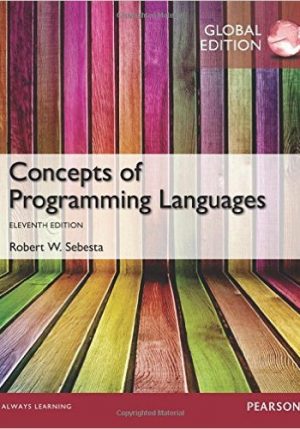 GLOBAL
EDITION
Concepts of
Programming Languages
ELEVENTH EDITION
Robert W. Sebesta
ALWAYS LEARNING
PEARSON